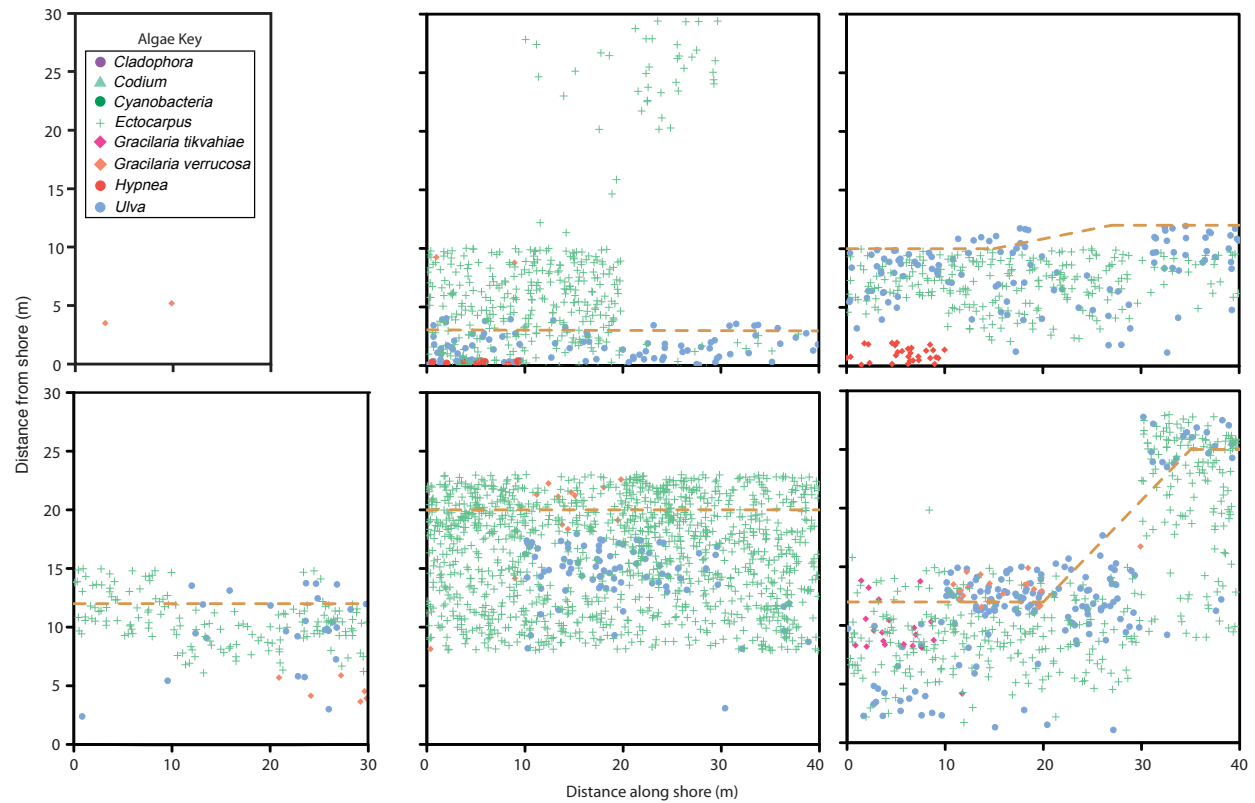 30
25
20
15
10
5
0
Algae Key
Cladophora
Codium
Cyanobacteria
Ectocarpus
Gracilaria tikvahiae
Gracilaria verrucosa
Hypnea
Ulva
Distance from shore (m)
30
25
20
15
10
5
0
0 10 20 30
0 10 20 30 40
0 10 20 30 40
Distance along shore (m)